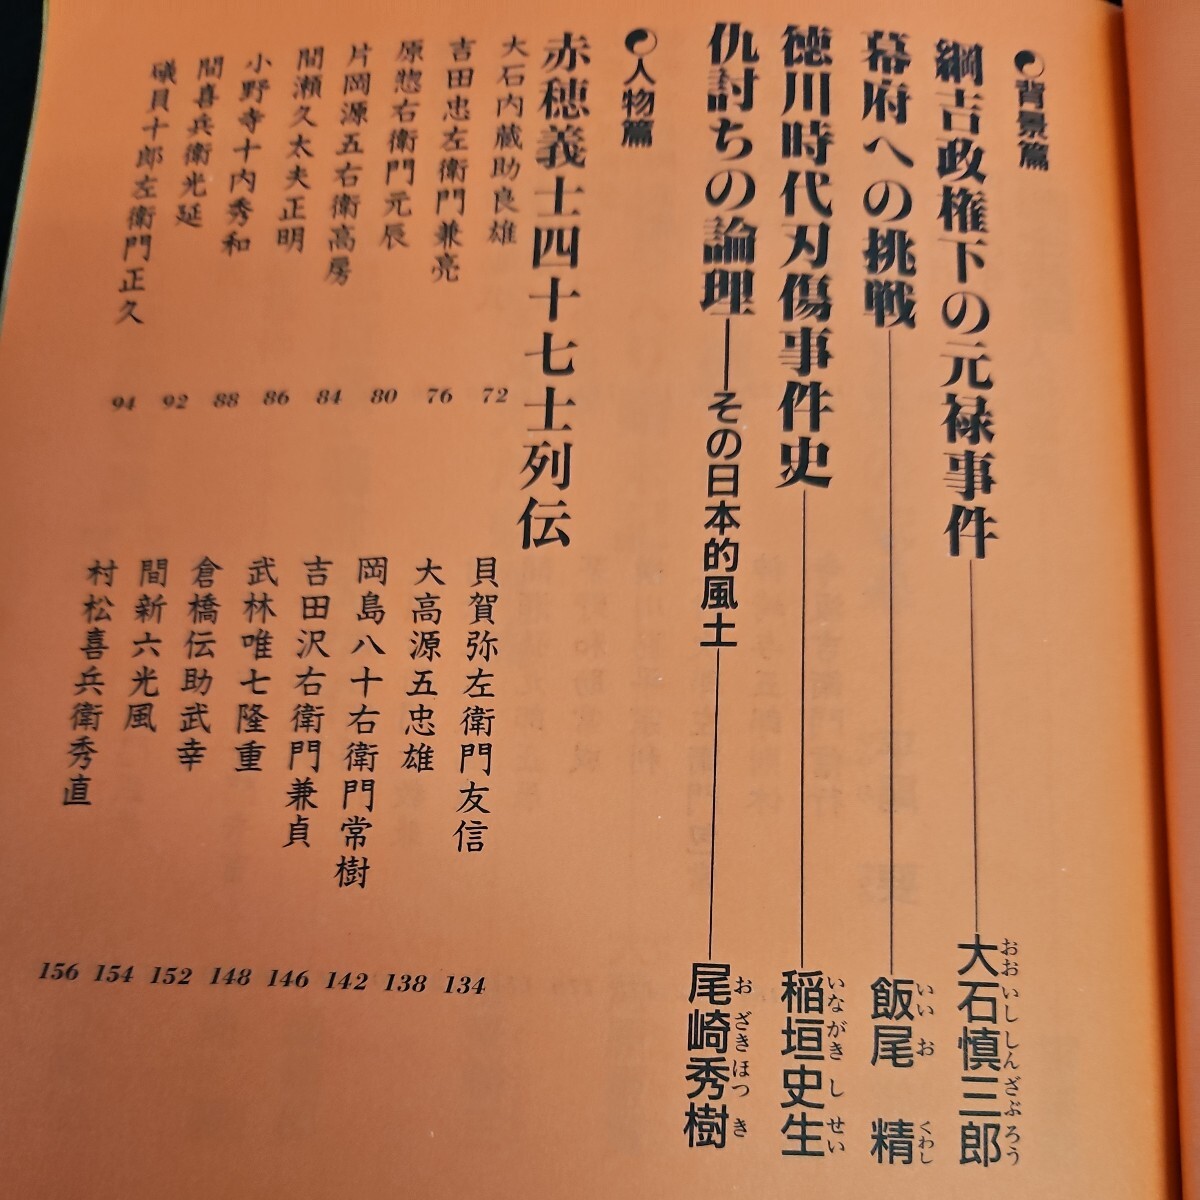 背景篇
綱吉政権下の元禄事件 大石慎三郎
おおいししんざぶろう
幕府への挑戦 飯尾 精
いいお くわし
徳川時代刃傷事件史 稲垣史生
いながきしせい
仇討ちの論理―その日本的風土 尾崎秀樹
おざきほつき
人物篇
赤穂義士四十七士列伝
大石内蔵助良雄 72
吉田忠左衛門兼亮 76
原惣右衛門元辰 80
片岡源五右衛高房 84
間瀬久太夫正明 86
小野寺十内秀和 88
間喜兵衛光延 92
礒貝十郎左衛門正久 94
貝賀弥左衛門友信 134
大高源五忠雄 138
岡島八十右衛門常樹 142
吉田沢右衛門兼貞 146
武林唯七隆重 148
倉橋伝助武幸 152
間新六光風 154
村松喜兵衛秀直 156